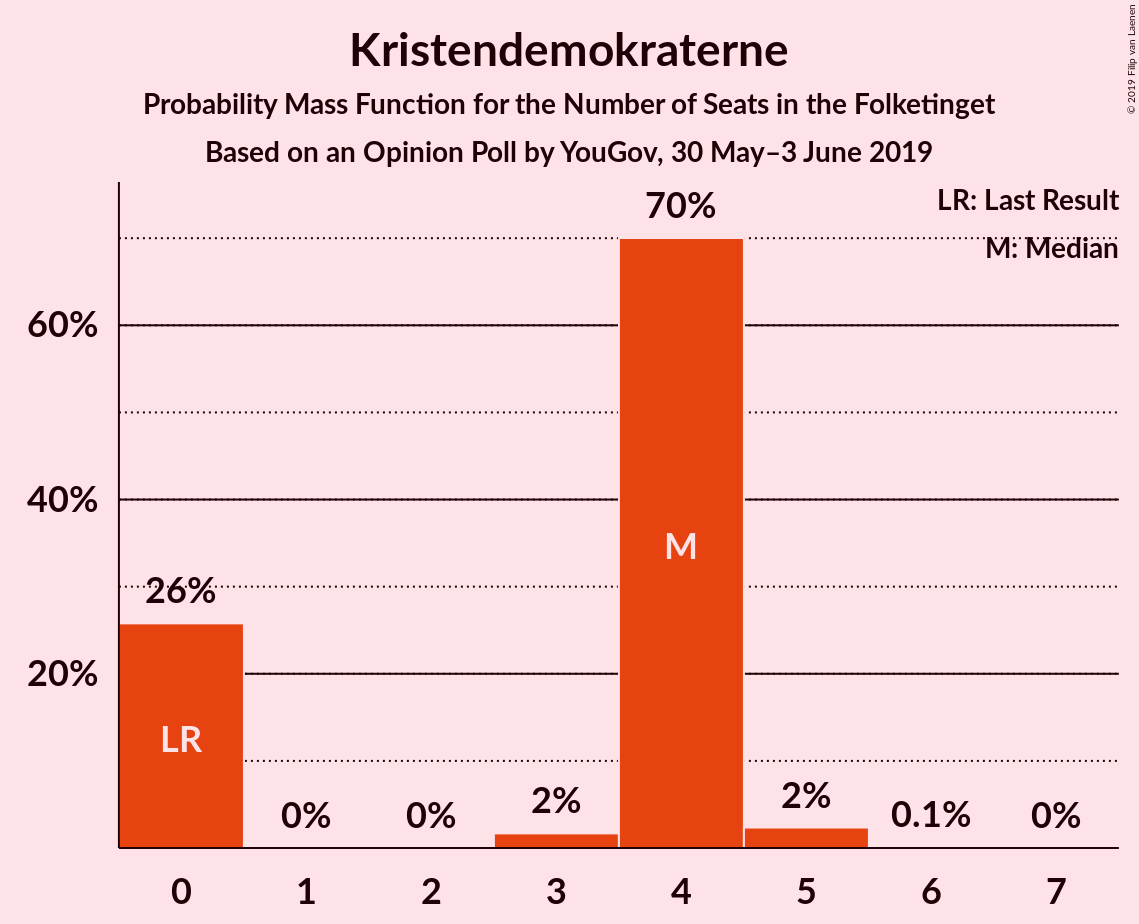 Kristendemokraterne
Probability Mass Function for the Number of Seats in the Folketinget
Based on an Opinion Poll by YouGov, 30 May–3 June 2019
© 2019 Filip van Laenen
LR: Last Result
M: Median
60%
40%
20%
26%
0%
0%
2%
70%
2%
0.1%
0%
LR
M
0 1 2 3 4 5 6 7